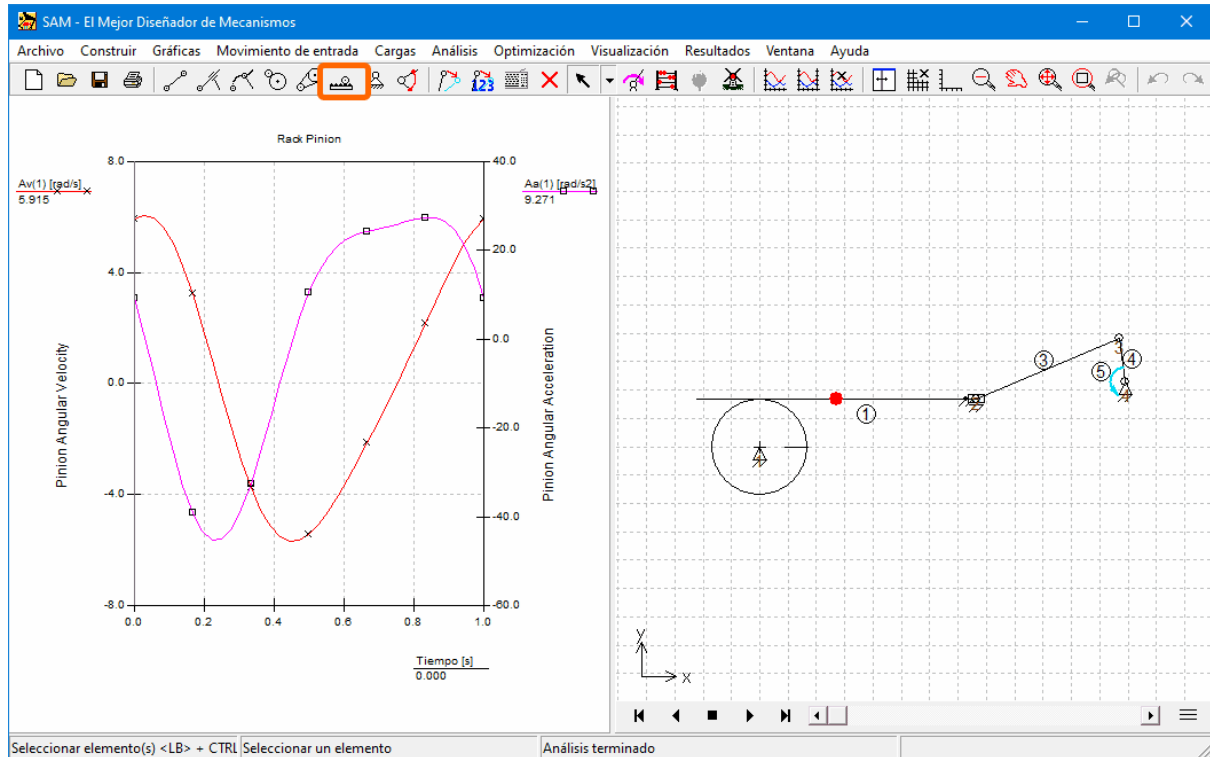 SAM - El Mejor Diseñador de Mecanismos
Archivo Construir Gráficas Movimiento de entrada Cargas Análisis Optimización Visualización Resultados Ventana Ayuda
123
Rack Pinion
8.0 40.0
Av(1) [rad/s] Aa(1) [rad/s2]
5.915 9.271
20.0
4.0
0.0
0.0
-20.0
-4.0
-40.0
-8.0 -60.0
Pinion Angular Velocity
Pinion Angular Acceleration
0.0 0.2 0.4 0.6 0.8 1.0
Tiempo [s]
0.000
1
3
3
4
5
y
x
Seleccionar elemento(s) <LB> + CTRL Seleccionar un elemento Análisis terminado